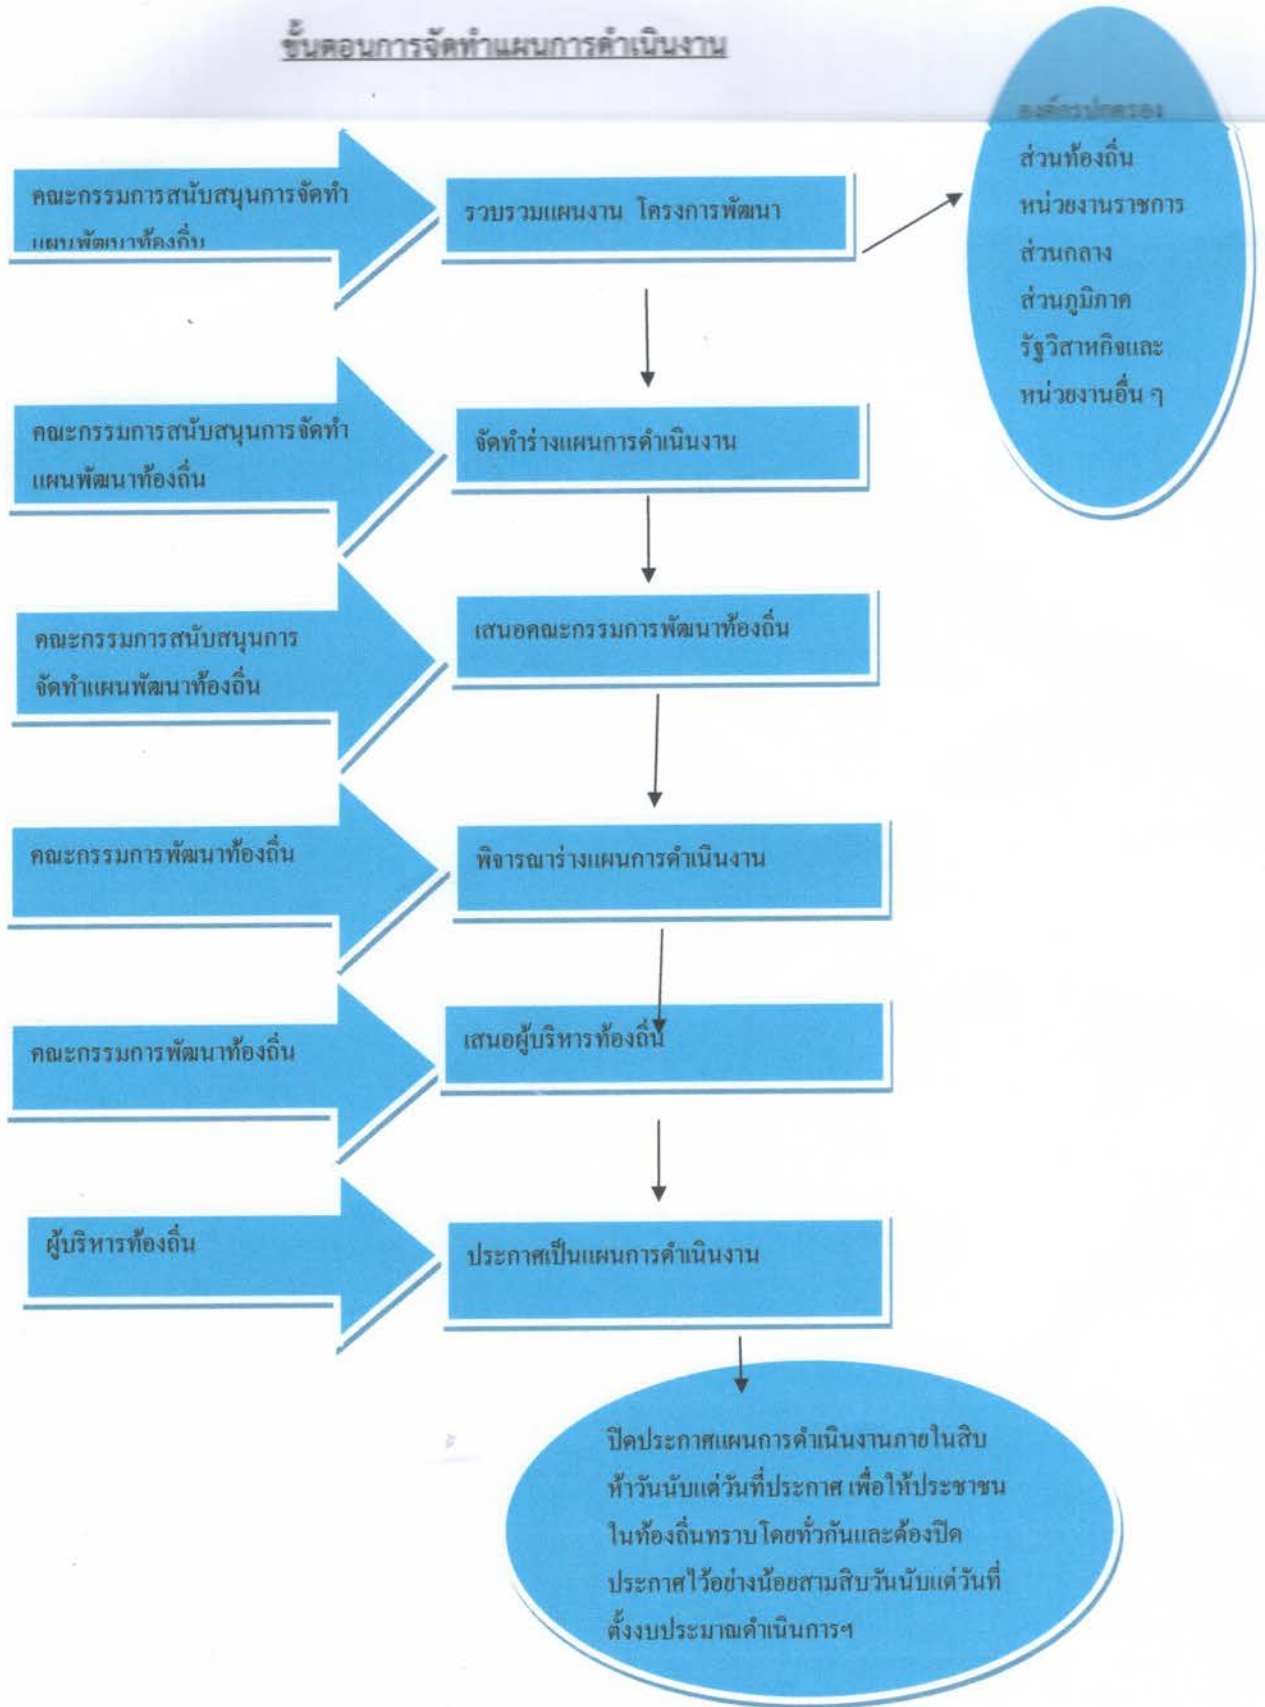 ขั้นตอนการจัดทำแผนการดำเนินงาน
องค์กรปกครอง
ส่วนท้องถิ่น
หน่วยงานราชการ
ส่วนกลาง
ส่วนภูมิภาค
รัฐวิสาหกิจและ
หน่วยงานอื่น ๆ
คณะกรรมการสนับสนุนการจัดทำ
แผนพัฒนาท้องถิ่น
รวบรวมแผนงาน โครงการพัฒนา
คณะกรรมการสนับสนุนการจัดทำ
แผนพัฒนาท้องถิ่น
จัดทำร่างแผนการดำเนินงาน
คณะกรรมการสนับสนุนการ
จัดทำแผนพัฒนาท้องถิ่น
เสนอคณะกรรมการพัฒนาท้องถิ่น
คณะกรรมการพัฒนาท้องถิ่น
พิจารณาร่างแผนการดำเนินงาน
คณะกรรมการพัฒนาท้องถิ่น
เสนอผู้บริหารท้องถิ่น
ผู้บริหารท้องถิ่น
ประกาศเป็นแผนการดำเนินงาน
ปิดประกาศแผนการดำเนินงานภายในสิบ
ห้าวันนับแต่วันที่ประกาศ เพื่อให้ประชาชน
ในท้องถิ่นทราบโดยทั่วกันและต้องปิด
ประกาศไว้อย่างน้อยสามสิบวันนับแต่วันที่
ตั้งงบประมาณดำเนินการฯ